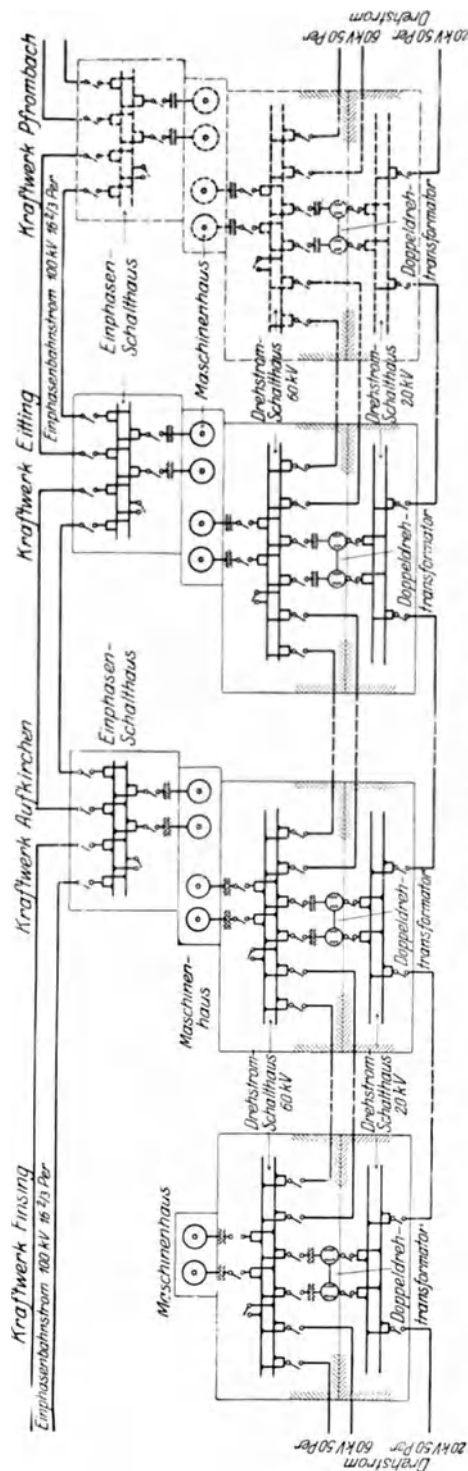 Kraftwerk Finsing
Einphasenbahnstrom 100 kV 16 2/3 Per
Kraftwerk Aufkirchen
Kraftwerk Eitting
Kraftwerk Pfrombach
Einphasenbahnstrom 100 kV 16 2/3 Per
Einphasen-
Schalthaus
Einphasen-
Schalthaus
Maschinenhaus
Maschinen-
haus
Maschinenhaus
Drehstrom-
Schalthaus
60 kV
Drehstrom-
Schalthaus
20 kV
Drehstrom-
Schalthaus
60 kV
Drehstrom-
Schalthaus
20 kV
Doppeldreh-
transformator
Doppeldreh-
transformator
Doppeldreh-
transformator
Doppeldreh-
transformator
Drehstrom
60 kV 50 Per
20 kV 50 Per
Drehstrom
60 kV 50 Per
20 kV 50 Per